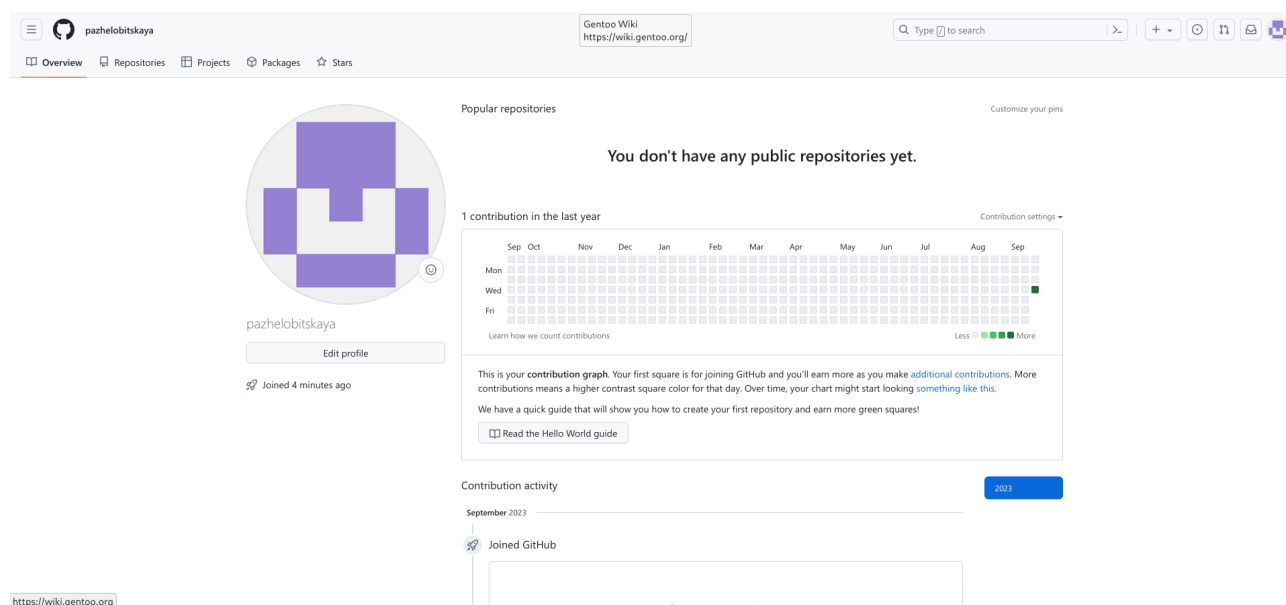 pazhelobitskaya
Gentoo Wiki
https://wiki.gentoo.org/
Type / to search
Overview Repositories Projects Packages Stars
Popular repositories Customize your pins
You don't have any public repositories yet.
1 contribution in the last year Contribution settings
Sep Oct Nov Dec Jan Feb Mar Apr May Jun Jul Aug Sep
Mon
Wed
Fri
Learn how we count contributions Less More
pazhelobitskaya
Edit profile
Joined 4 minutes ago
This is your contribution graph. Your first square is for joining GitHub and you'll earn more as you make additional contributions. More
contributions means a higher contrast square color for that day. Over time, your chart might start looking something like this.
We have a quick guide that will show you how to create your first repository and earn more green squares!
Read the Hello World guide
Contribution activity 2023
September 2023
Joined GitHub
https://wiki.gentoo.org